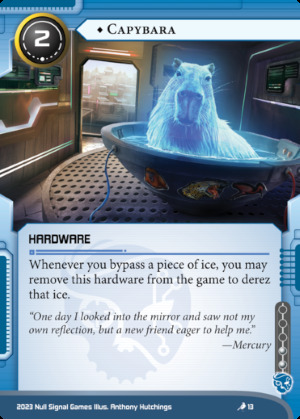 2
◆ CAPYBARA
HARDWARE
Whenever you bypass a piece of ice, you may
remove this hardware from the game to derez
that ice.
“One day I looked into the mirror and saw not my
own reflection, but a new friend eager to help me.”
—Mercury
2023 Null Signal Games Illus. Anthony Hutchings
13